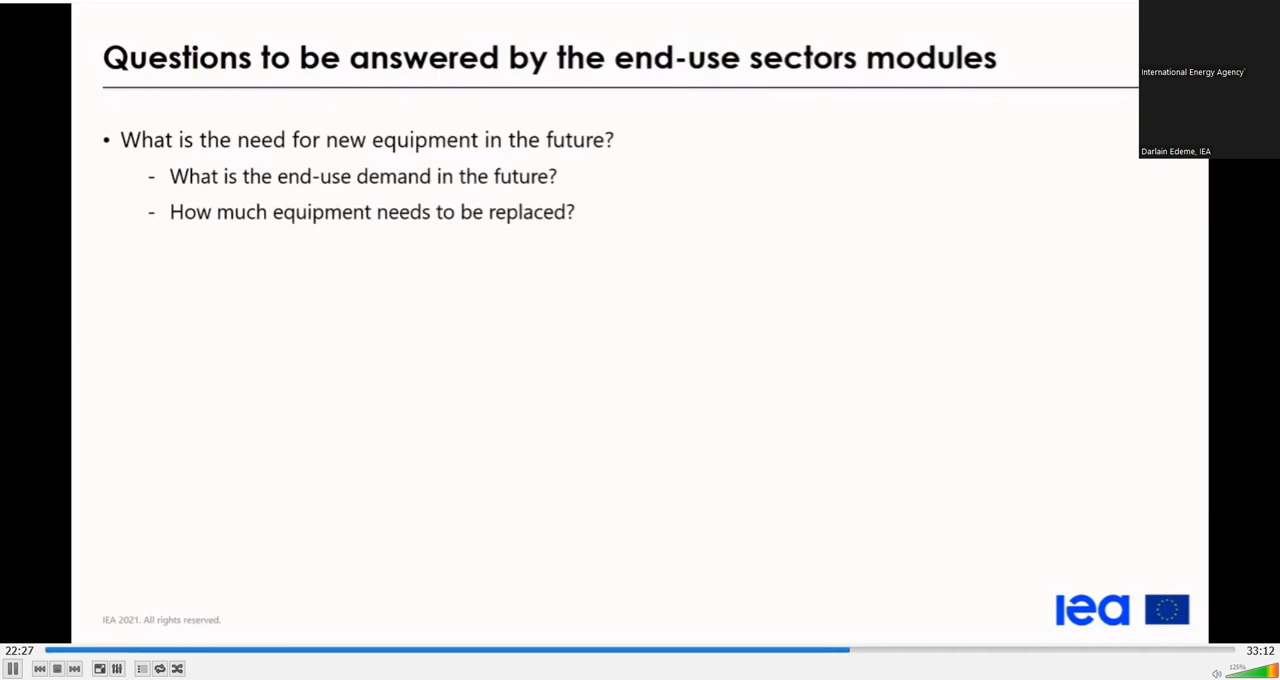 Questions to be answered by the end-use sectors modules
International Energy Agency'
Darlain Edeme, IEA
• What is the need for new equipment in the future?
- What is the end-use demand in the future?
- How much equipment needs to be replaced?
IEA 2021. All rights reserved.
iea
22:27
33:12
125%